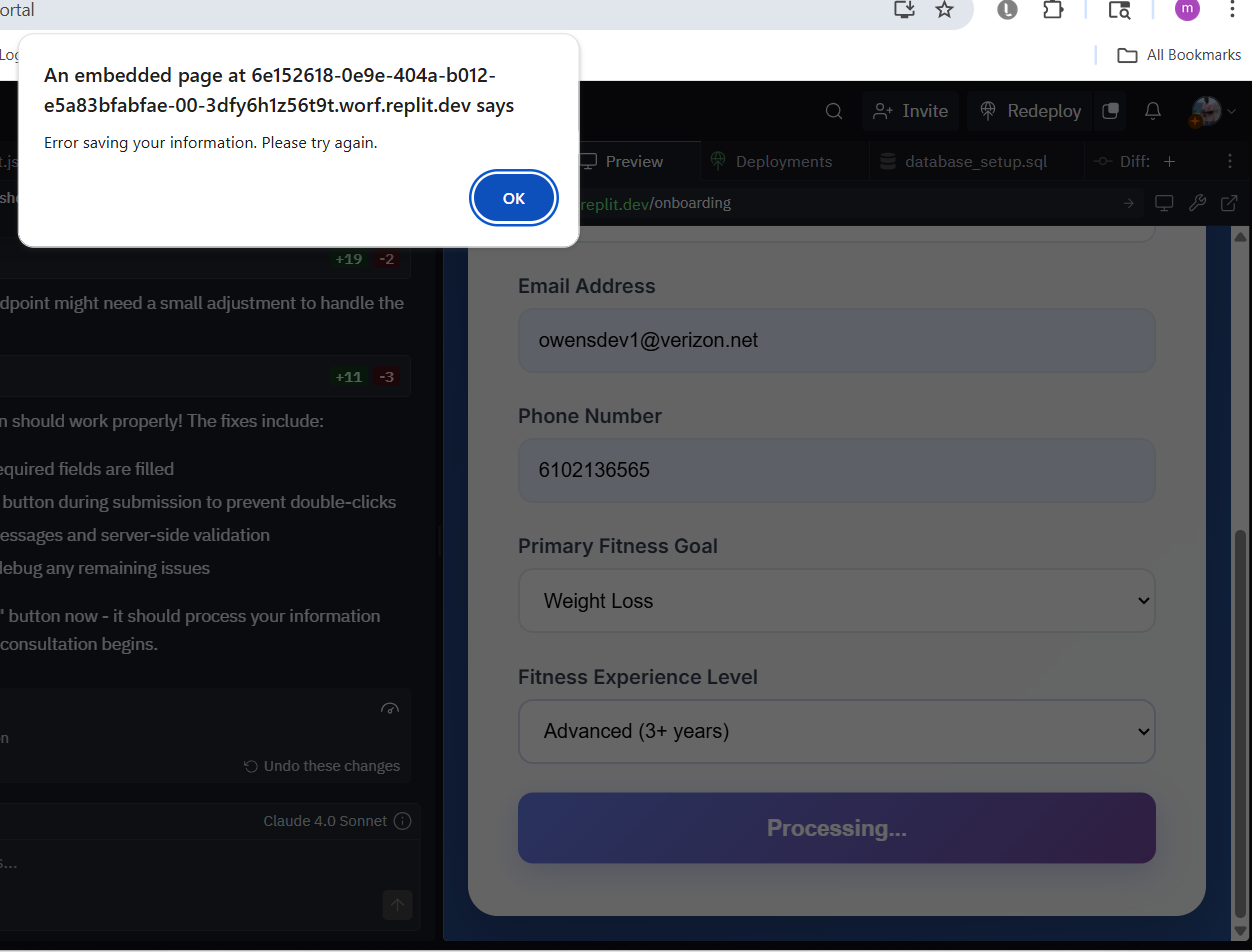 ortal
m
All Bookmarks
An embedded page at 6e152618-0e9e-404a-b012-
e5a83bfabfae-00-3dfy6h1z56t9t.worf.replit.dev says
Error saving your information. Please try again.
OK
Invite
Redeploy
t.js
Preview
Deployments
database_setup.sql
Diff:
replit.dev/onboarding
+19 -2
dpoint might need a small adjustment to handle the
+11 -3
n should work properly! The fixes include:
equired fields are filled
button during submission to prevent double-clicks
essages and server-side validation
debug any remaining issues
" button now - it should process your information
consultation begins.
n
Undo these changes
Claude 4.0 Sonnet
s...
Email Address
owensdev1@verizon.net
Phone Number
6102136565
Primary Fitness Goal
Weight Loss
Fitness Experience Level
Advanced (3+ years)
Processing...